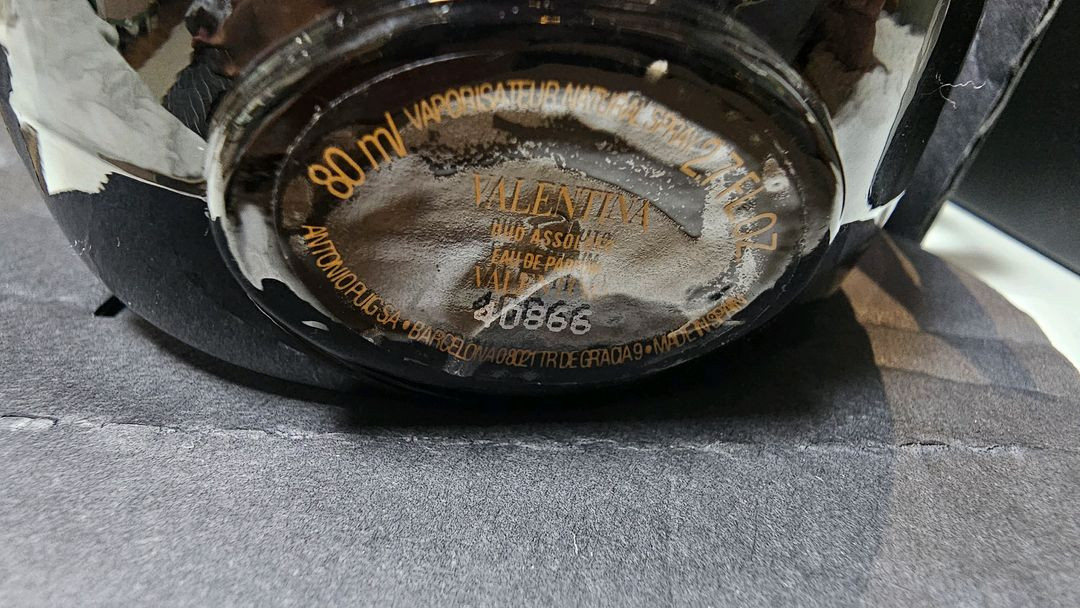 80 ml VAPORISATEUR NATURAL SPRAY 2.7 FL.OZ.
VALENTINA
OUD ASSOLUTO
EAU DE PARFUM
VALENTINO
40866
ANTONIO PUIG SA • BARCELONA 08021 TR DE GRACIA 9 • MADE IN SPAIN